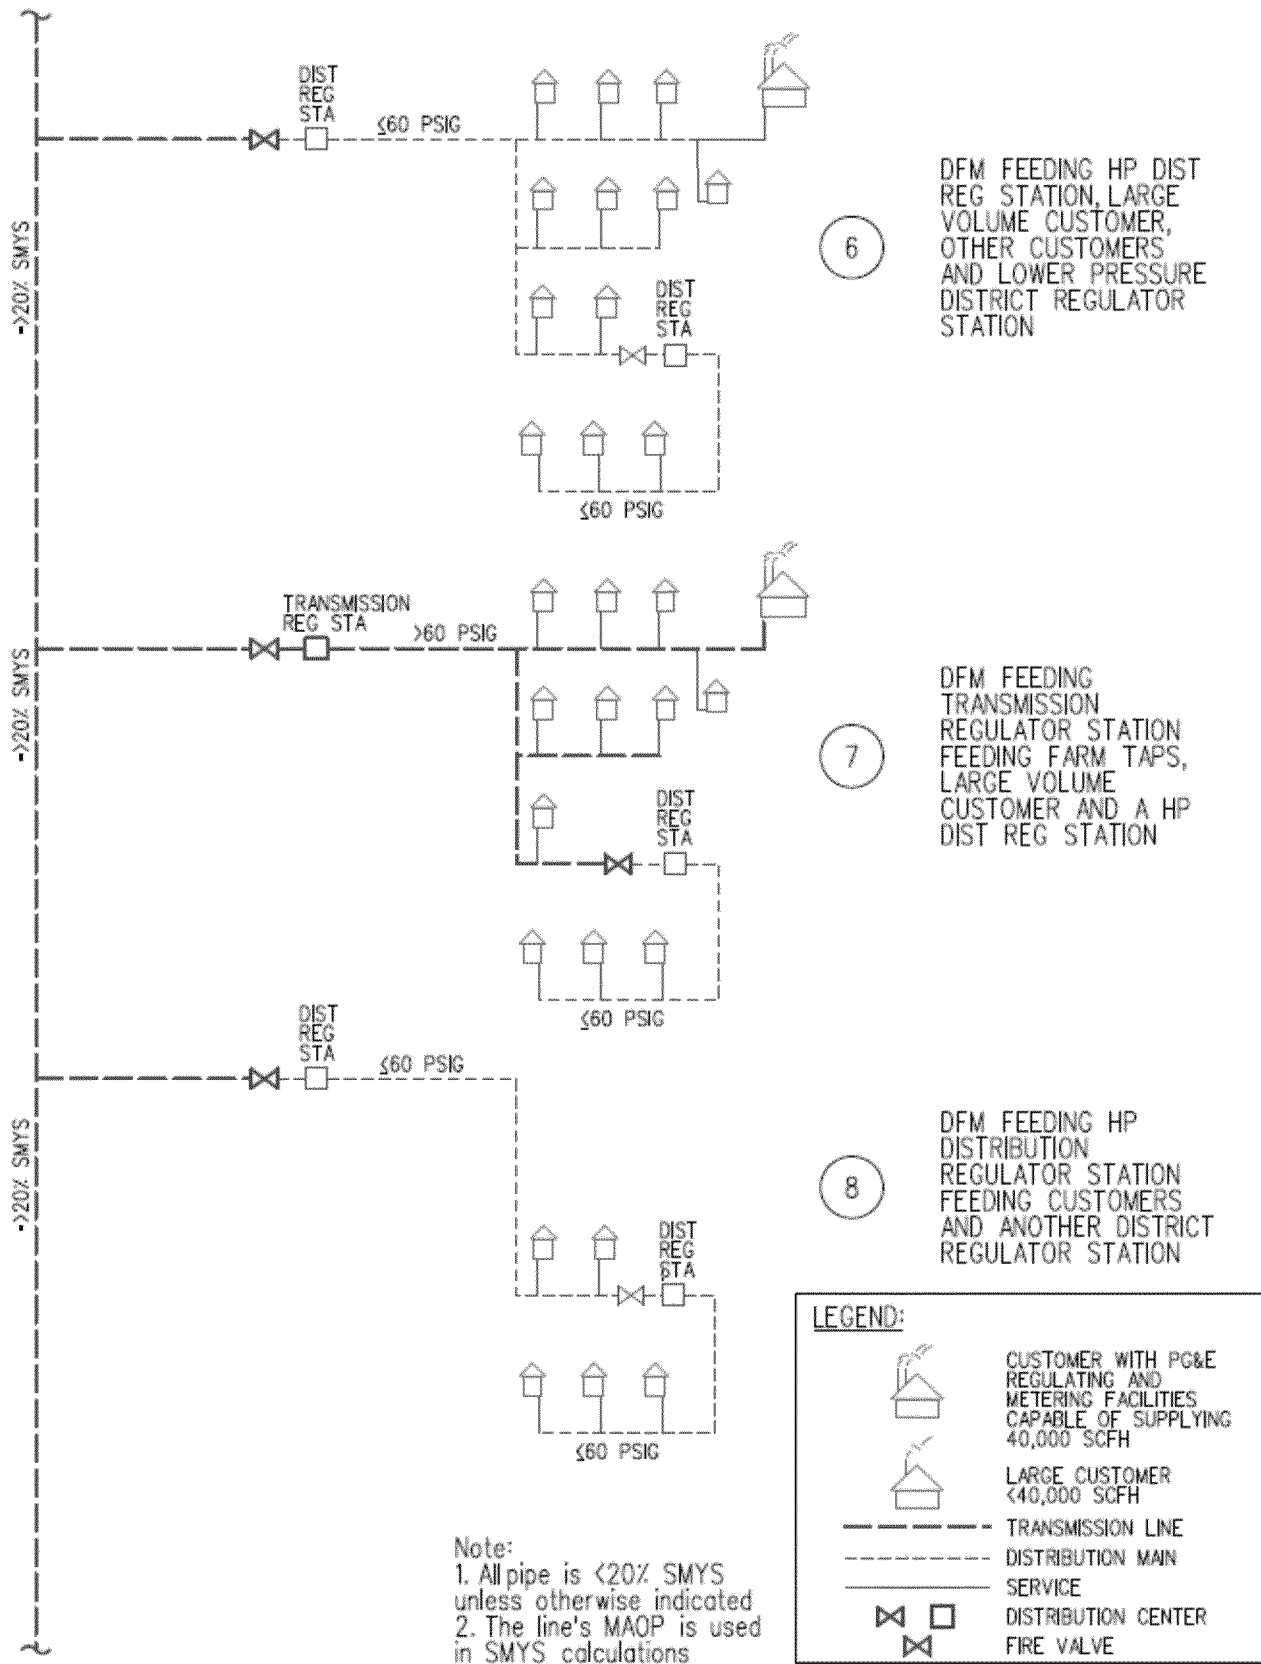 DIST
REG
STA
≤60 PSIG
->20% SMYS
DIST
REG
STA
≤60 PSIG
6
DFM FEEDING HP DIST
REG STATION, LARGE
VOLUME CUSTOMER,
OTHER CUSTOMERS
AND LOWER PRESSURE
DISTRICT REGULATOR
STATION
TRANSMISSION
REG STA
>60 PSIG
->20% SMYS
DIST
REG
STA
≤60 PSIG
7
DFM FEEDING
TRANSMISSION
REGULATOR STATION
FEEDING FARM TAPS,
LARGE VOLUME
CUSTOMER AND A HP
DIST REG STATION
DIST
REG
STA
≤60 PSIG
->20% SMYS
DIST
REG
STA
≤60 PSIG
8
DFM FEEDING HP
DISTRIBUTION
REGULATOR STATION
FEEDING CUSTOMERS
AND ANOTHER DISTRICT
REGULATOR STATION
Note:
1. All pipe is <20% SMYS
unless otherwise indicated
2. The line's MAOP is used
in SMYS calculations
LEGEND:
CUSTOMER WITH PG&E
REGULATING AND
METERING FACILITIES
CAPABLE OF SUPPLYING
40,000 SCFH
LARGE CUSTOMER
<40,000 SCFH
TRANSMISSION LINE
DISTRIBUTION MAIN
SERVICE
DISTRIBUTION CENTER
FIRE VALVE